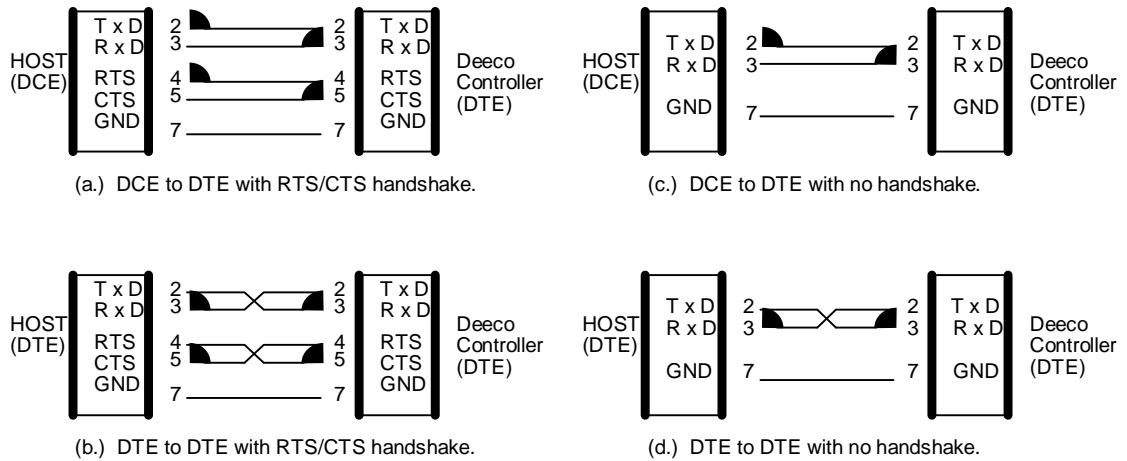 HOST
(DCE)
T x D
R x D
RTS
CTS
GND
2
3
4
5
7
2
3
4
5
7
T x D
R x D
RTS
CTS
GND
Deeco
Controller
(DTE)
(a.) DCE to DTE with RTS/CTS handshake.
HOST
(DCE)
T x D
R x D
GND
2
3
7
2
3
7
T x D
R x D
GND
Deeco
Controller
(DTE)
(c.) DCE to DTE with no handshake.
HOST
(DTE)
T x D
R x D
RTS
CTS
GND
2
3
4
5
7
2
3
4
5
7
T x D
R x D
RTS
CTS
GND
Deeco
Controller
(DTE)
(b.) DTE to DTE with RTS/CTS handshake.
HOST
(DTE)
T x D
R x D
GND
2
3
7
2
3
7
T x D
R x D
GND
Deeco
Controller
(DTE)
(d.) DTE to DTE with no handshake.